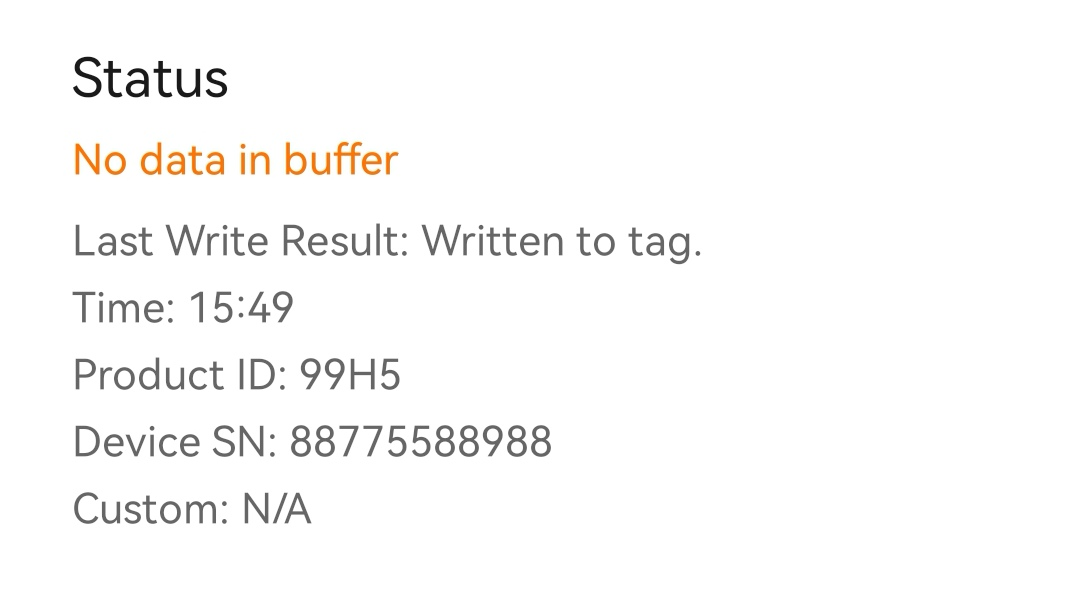 Status
No data in buffer
Last Write Result: Written to tag.
Time: 15:49
Product ID: 99H5
Device SN: 88775588988
Custom: N/A